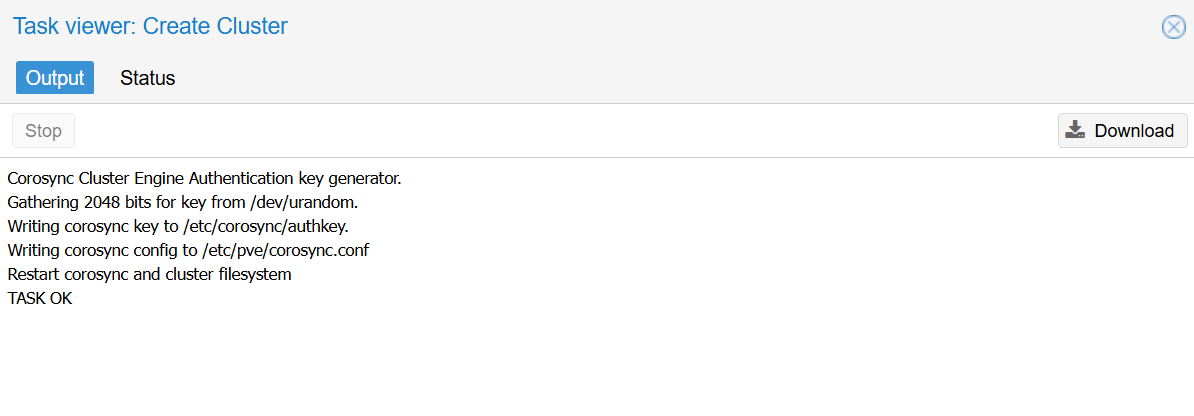 Task viewer: Create Cluster
Output Status
Stop Download
Corosync Cluster Engine Authentication key generator.
Gathering 2048 bits for key from /dev/urandom.
Writing corosync key to /etc/corosync/authkey.
Writing corosync config to /etc/pve/corosync.conf
Restart corosync and cluster filesystem
TASK OK